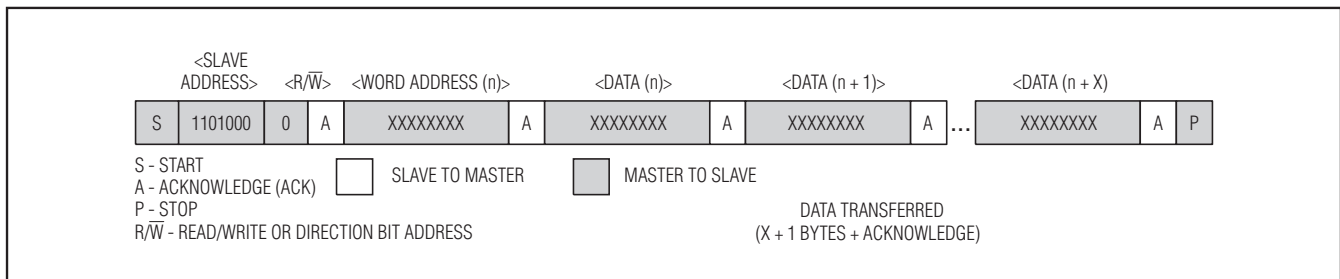 <SLAVE
ADDRESS> <R/W̅> <WORD ADDRESS (n)> <DATA (n)> <DATA (n + 1)> <DATA (n + X)
S 1101000 0 A XXXXXXXX A XXXXXXXX A XXXXXXXX A ... XXXXXXXX A P
S - START
A - ACKNOWLEDGE (ACK) SLAVE TO MASTER MASTER TO SLAVE
P - STOP DATA TRANSFERRED
R/W̅ - READ/WRITE OR DIRECTION BIT ADDRESS (X + 1 BYTES + ACKNOWLEDGE)